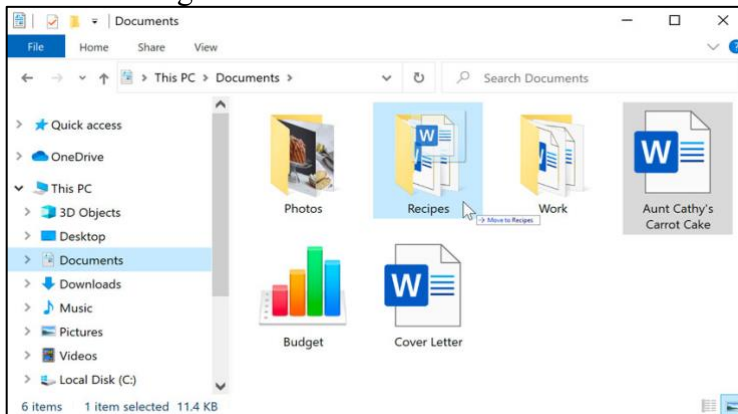 Documents
File Home Share View
This PC > Documents >
Search Documents
Quick access
OneDrive
This PC
3D Objects
Desktop
Documents
Downloads
Music
Pictures
Videos
Local Disk (C:)
Photos
Recipes
Work
Aunt Cathy's
Carrot Cake
Move to Recipes
Budget
Cover Letter
6 items 1 item selected 11.4 KB